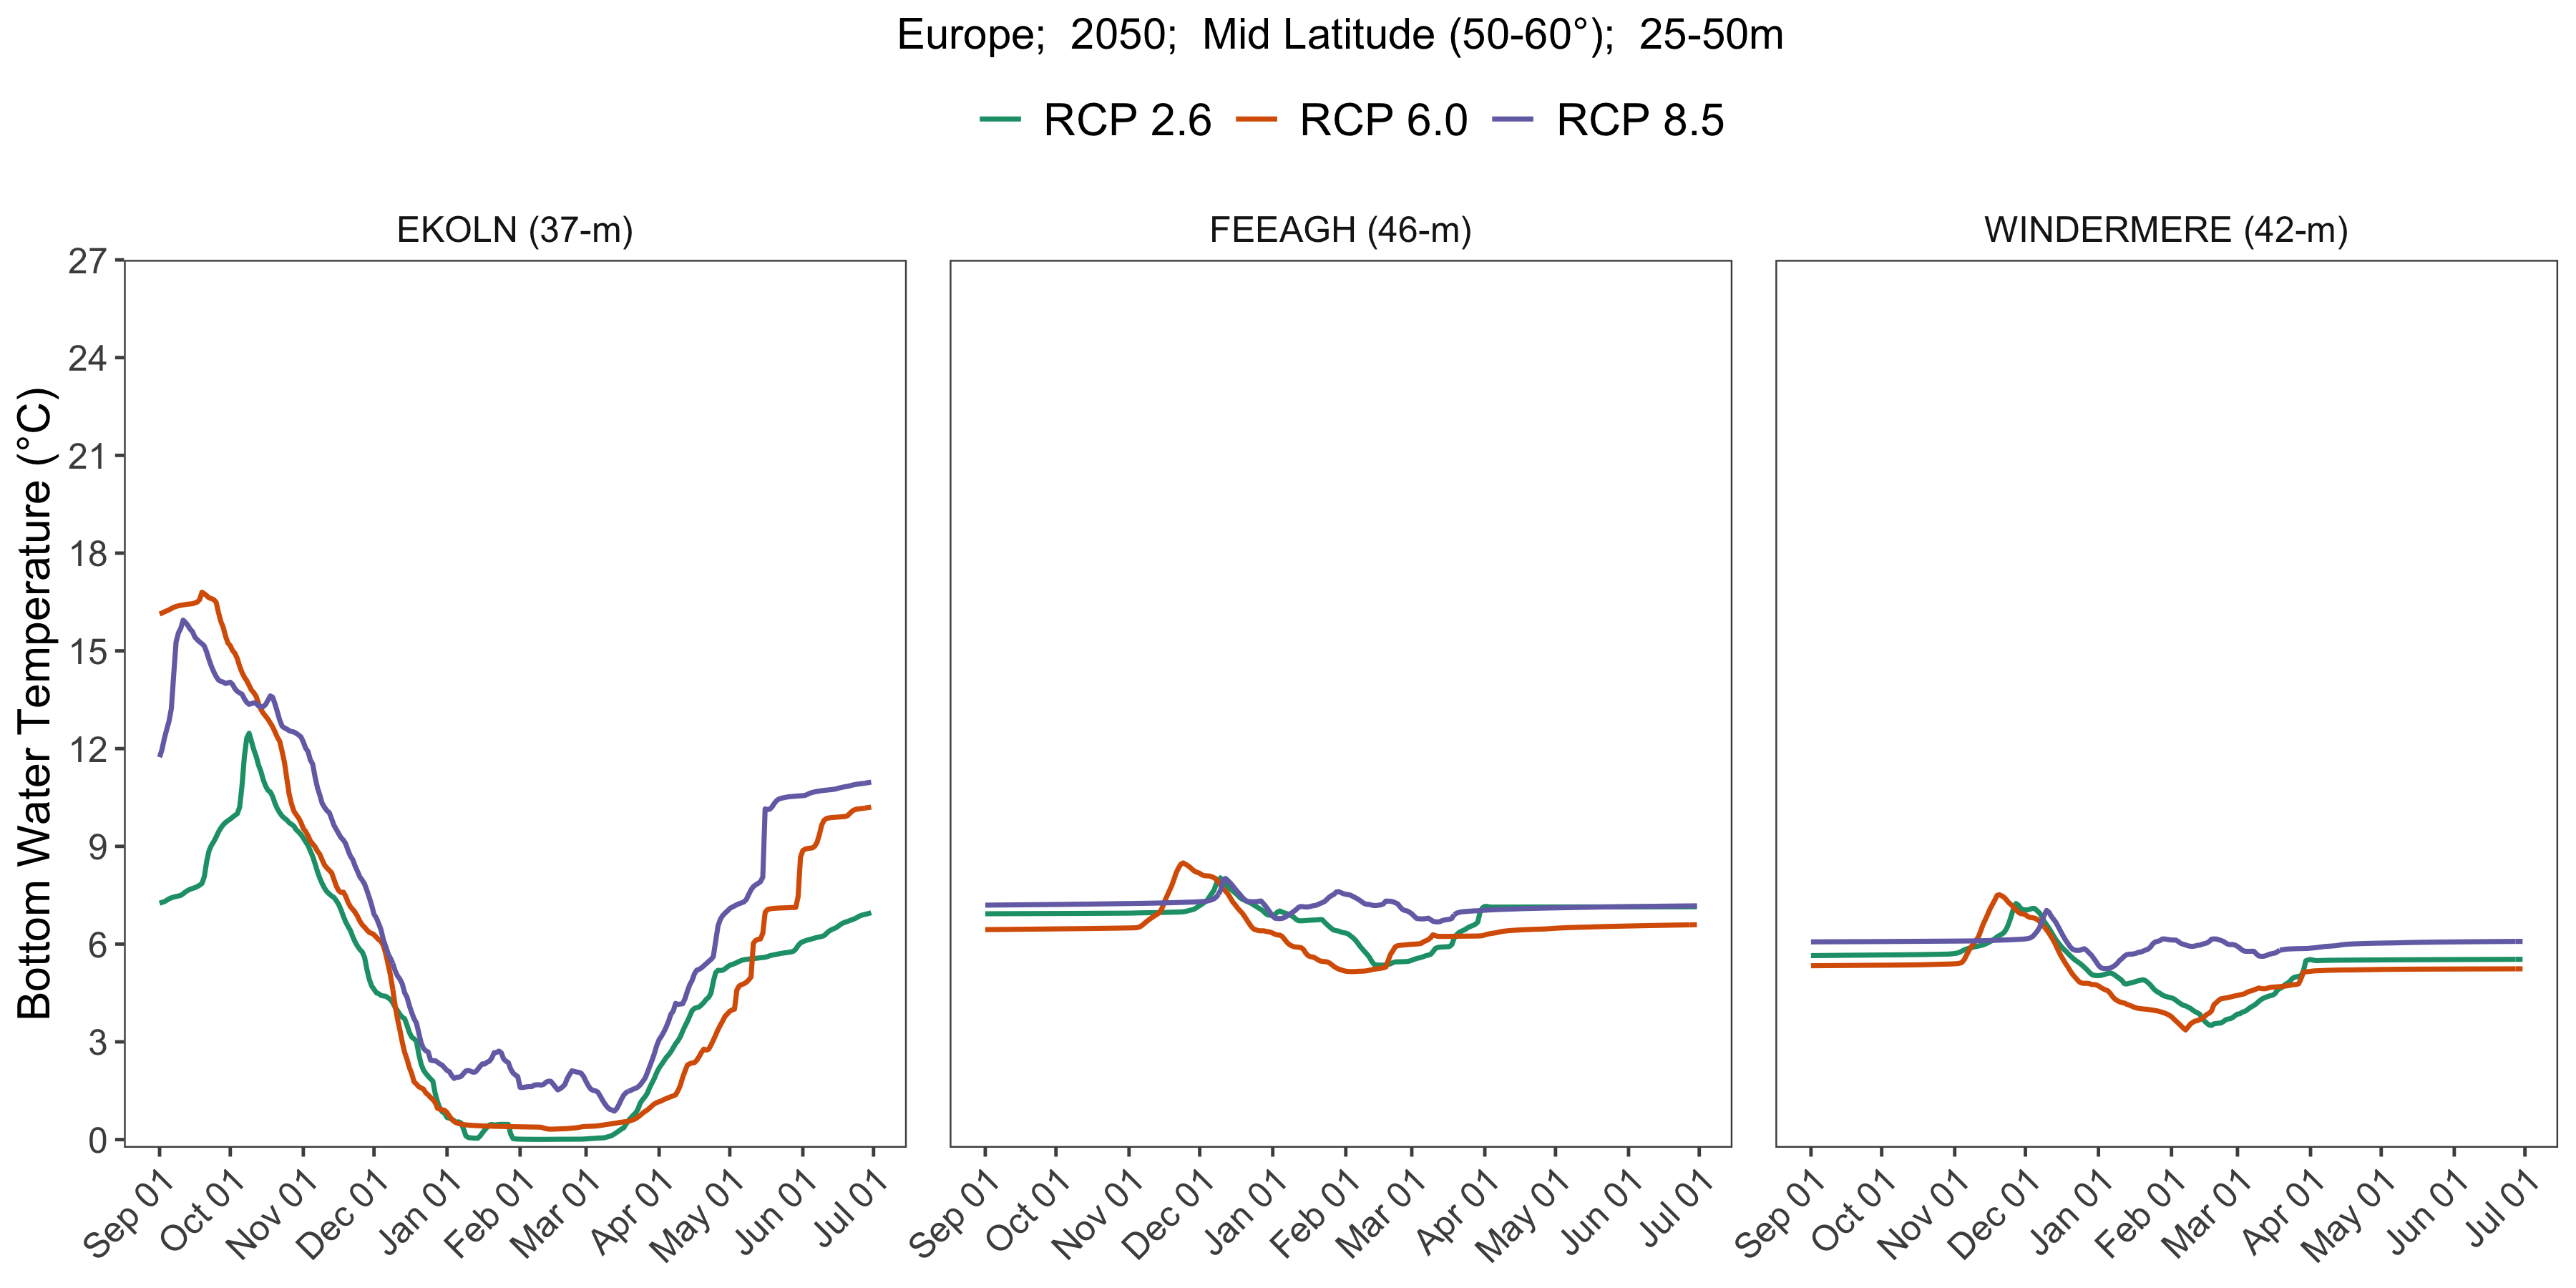 Europe;  2050;  Mid Latitude (50-60°);  25-50m
RCP 2.6 RCP 6.0 RCP 8.5
EKOLN (37-m) FEEAGH (46-m) WINDERMERE (42-m)
Bottom Water Temperature (°C)
27
24
21
18
15
12
9
6
3
0
Sep 01 Oct 01 Nov 01 Dec 01 Jan 01 Feb 01 Mar 01 Apr 01 May 01 Jun 01 Jul 01
Sep 01 Oct 01 Nov 01 Dec 01 Jan 01 Feb 01 Mar 01 Apr 01 May 01 Jun 01 Jul 01
Sep 01 Oct 01 Nov 01 Dec 01 Jan 01 Feb 01 Mar 01 Apr 01 May 01 Jun 01 Jul 01